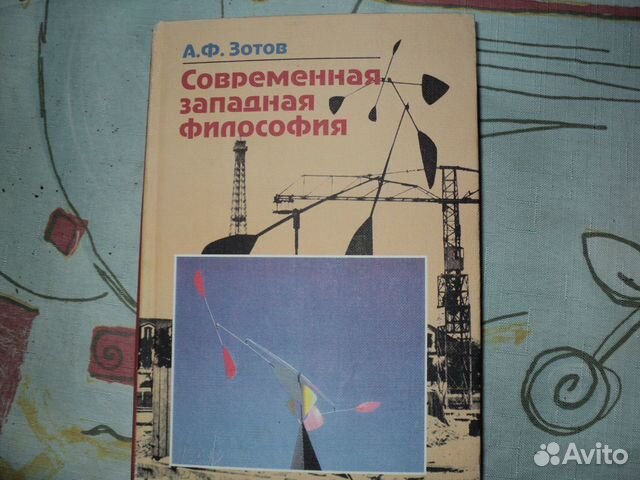 А.Ф. Зотов
Современная
западная
философия
Avito